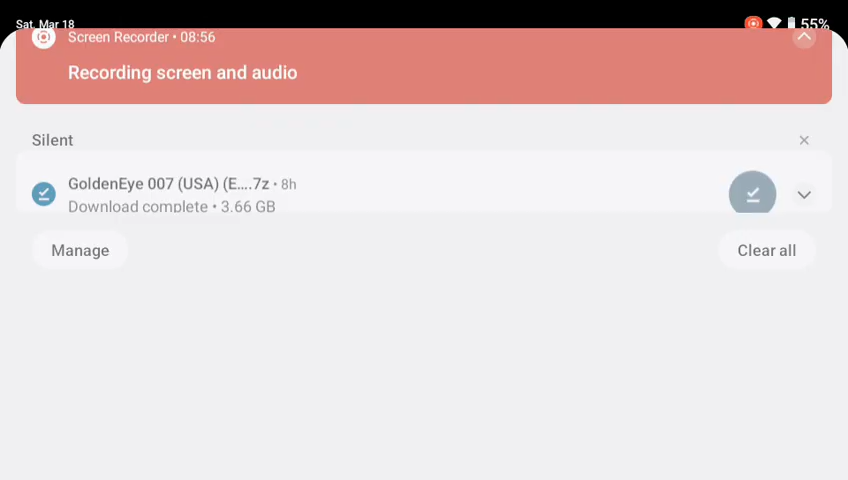 Sat, Mar 18 55%
Screen Recorder • 08:56
Recording screen and audio
Silent
GoldenEye 007 (USA) (E....7z • 8h
Download complete • 3.66 GB
Manage Clear all